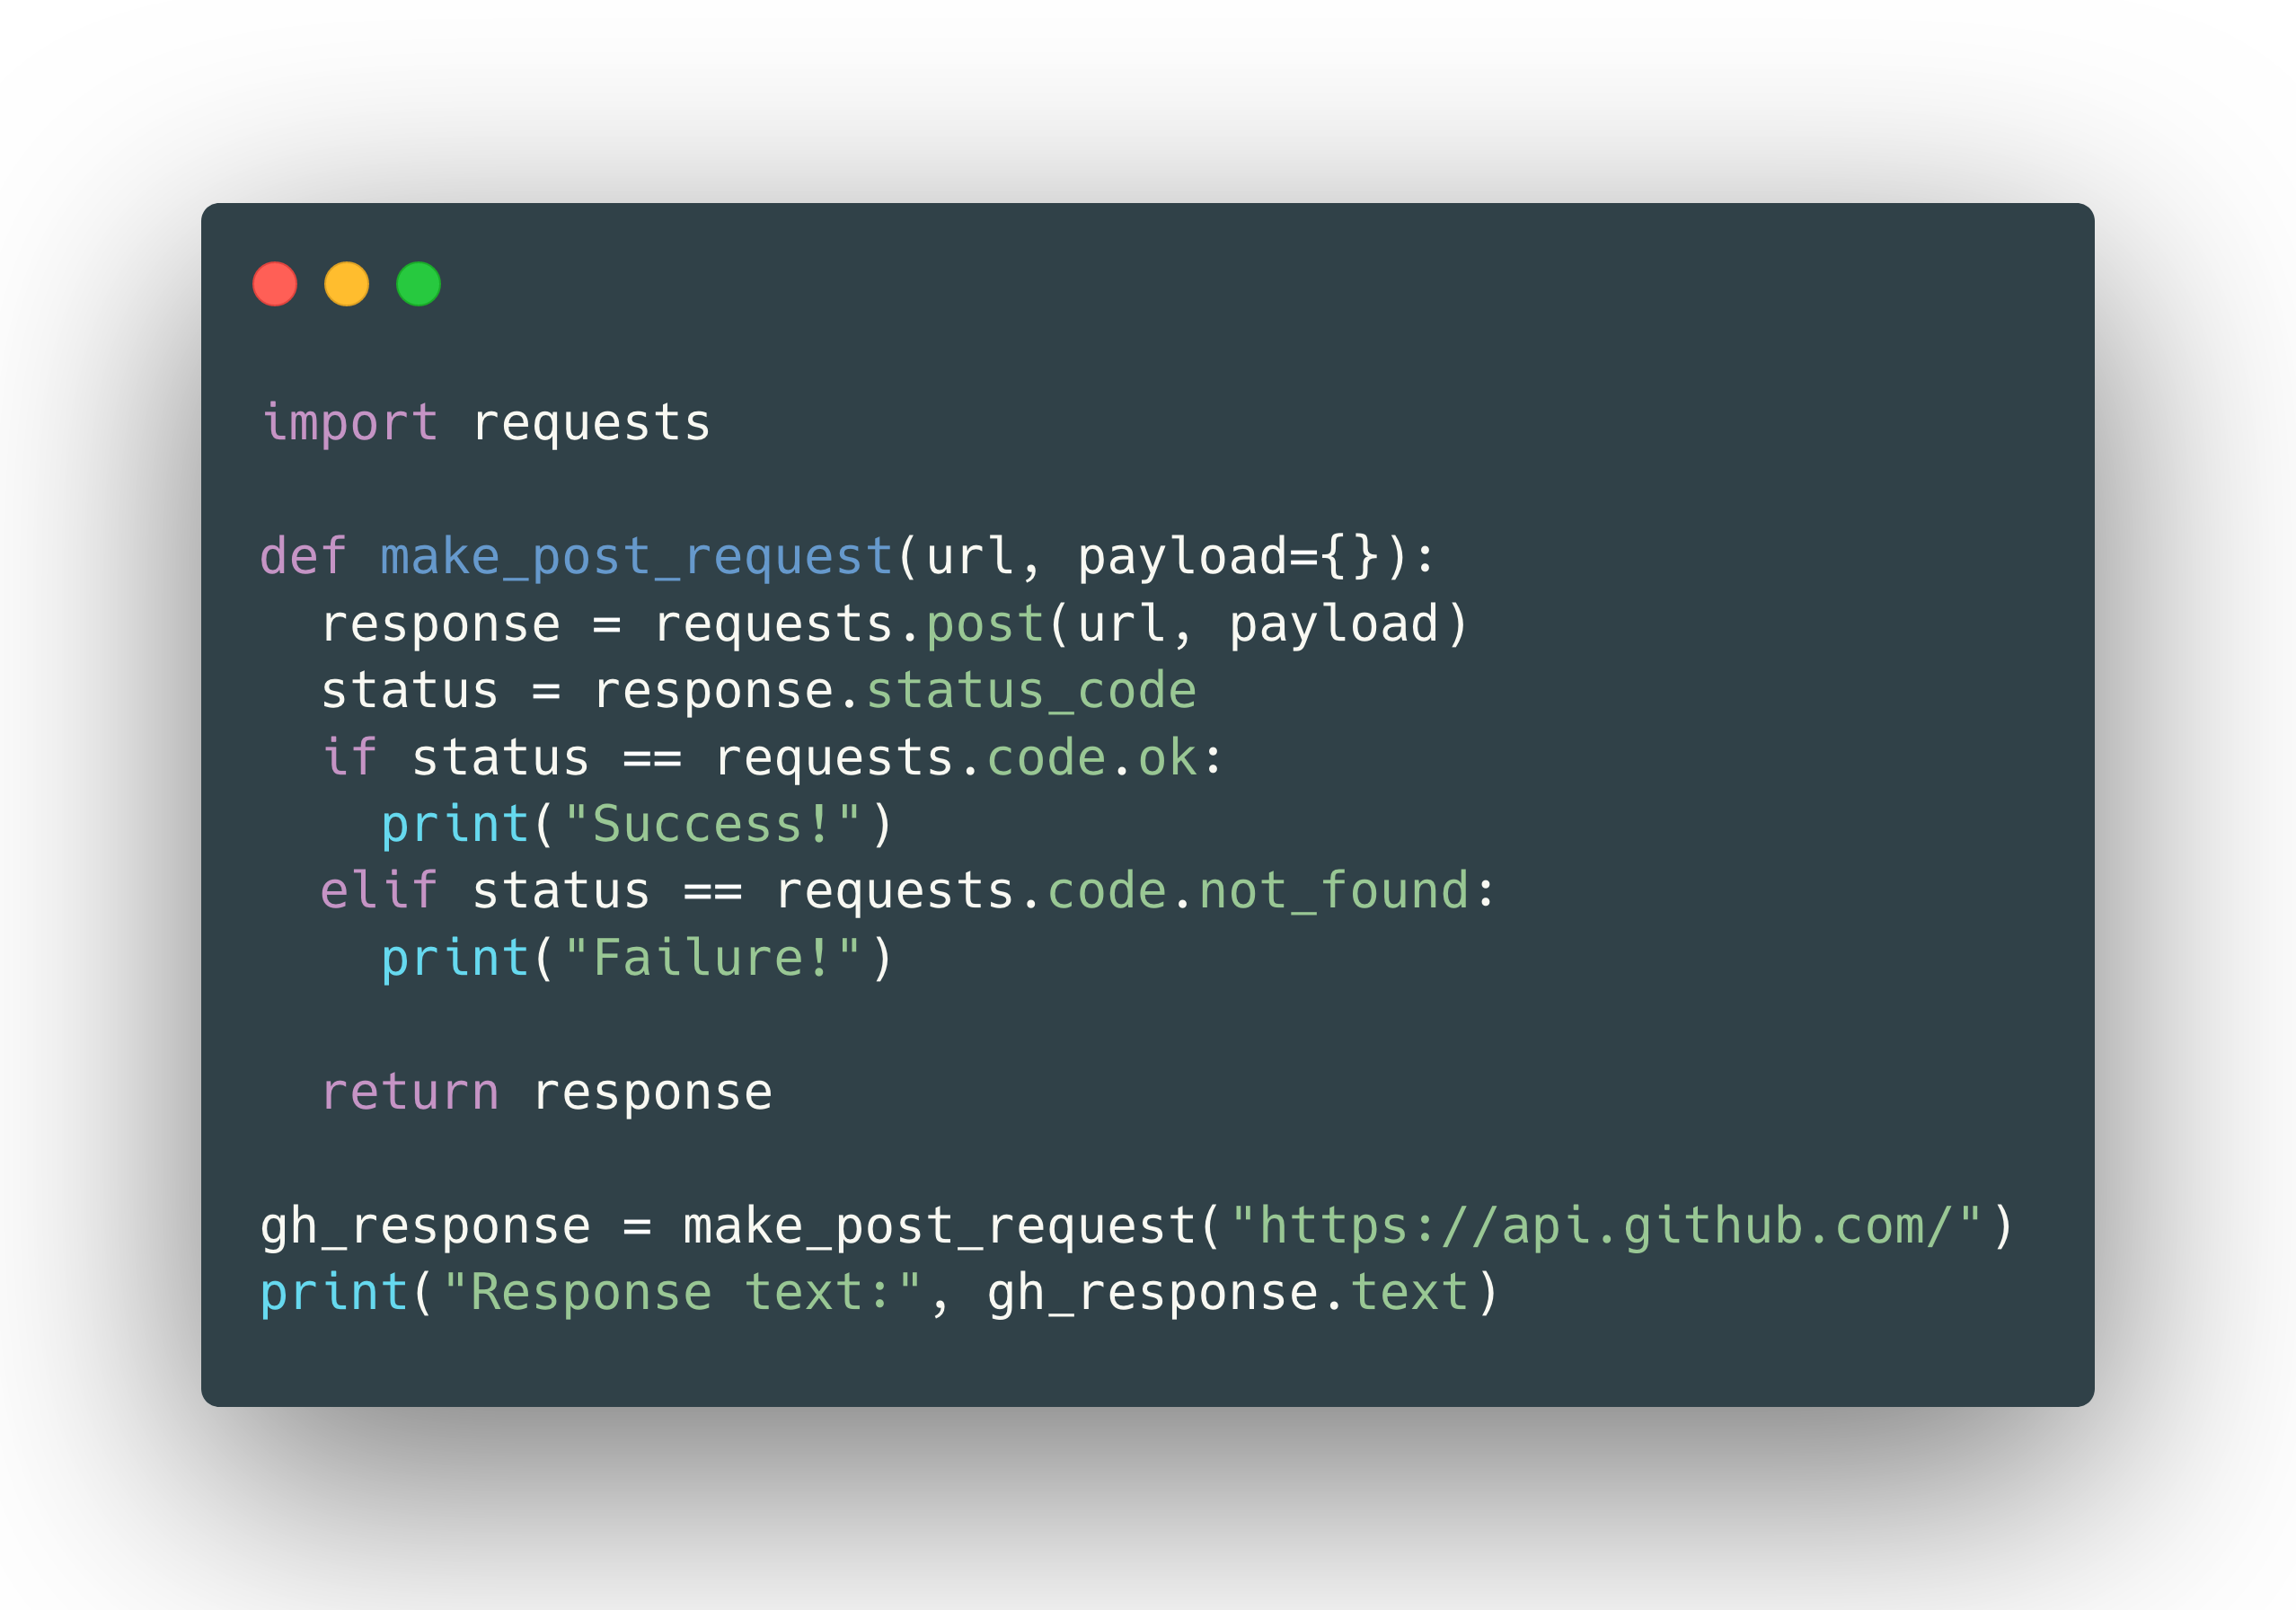 import requests

def make_post_request(url, payload={}):
  response = requests.post(url, payload)
  status = response.status_code
  if status == requests.code.ok:
    print("Success!")
  elif status == requests.code.not_found:
    print("Failure!")

  return response

gh_response = make_post_request("https://api.github.com/")
print("Response text:", gh_response.text)